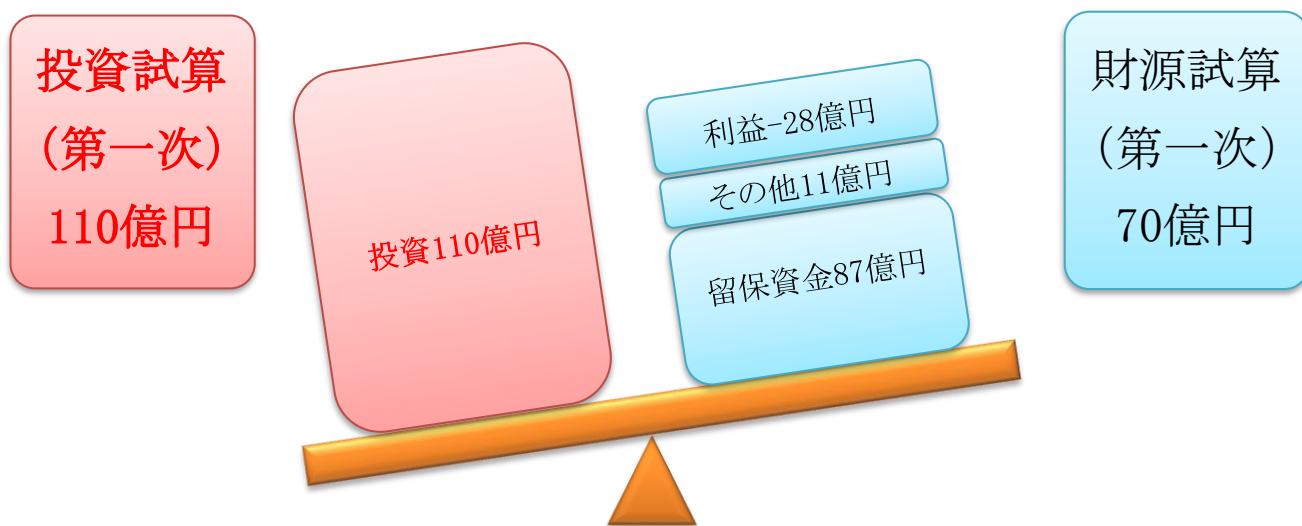 投資試算
(第一次)
110億円
投資110億円
利益-28億円
その他11億円
留保資金87億円
財源試算
(第一次)
70億円